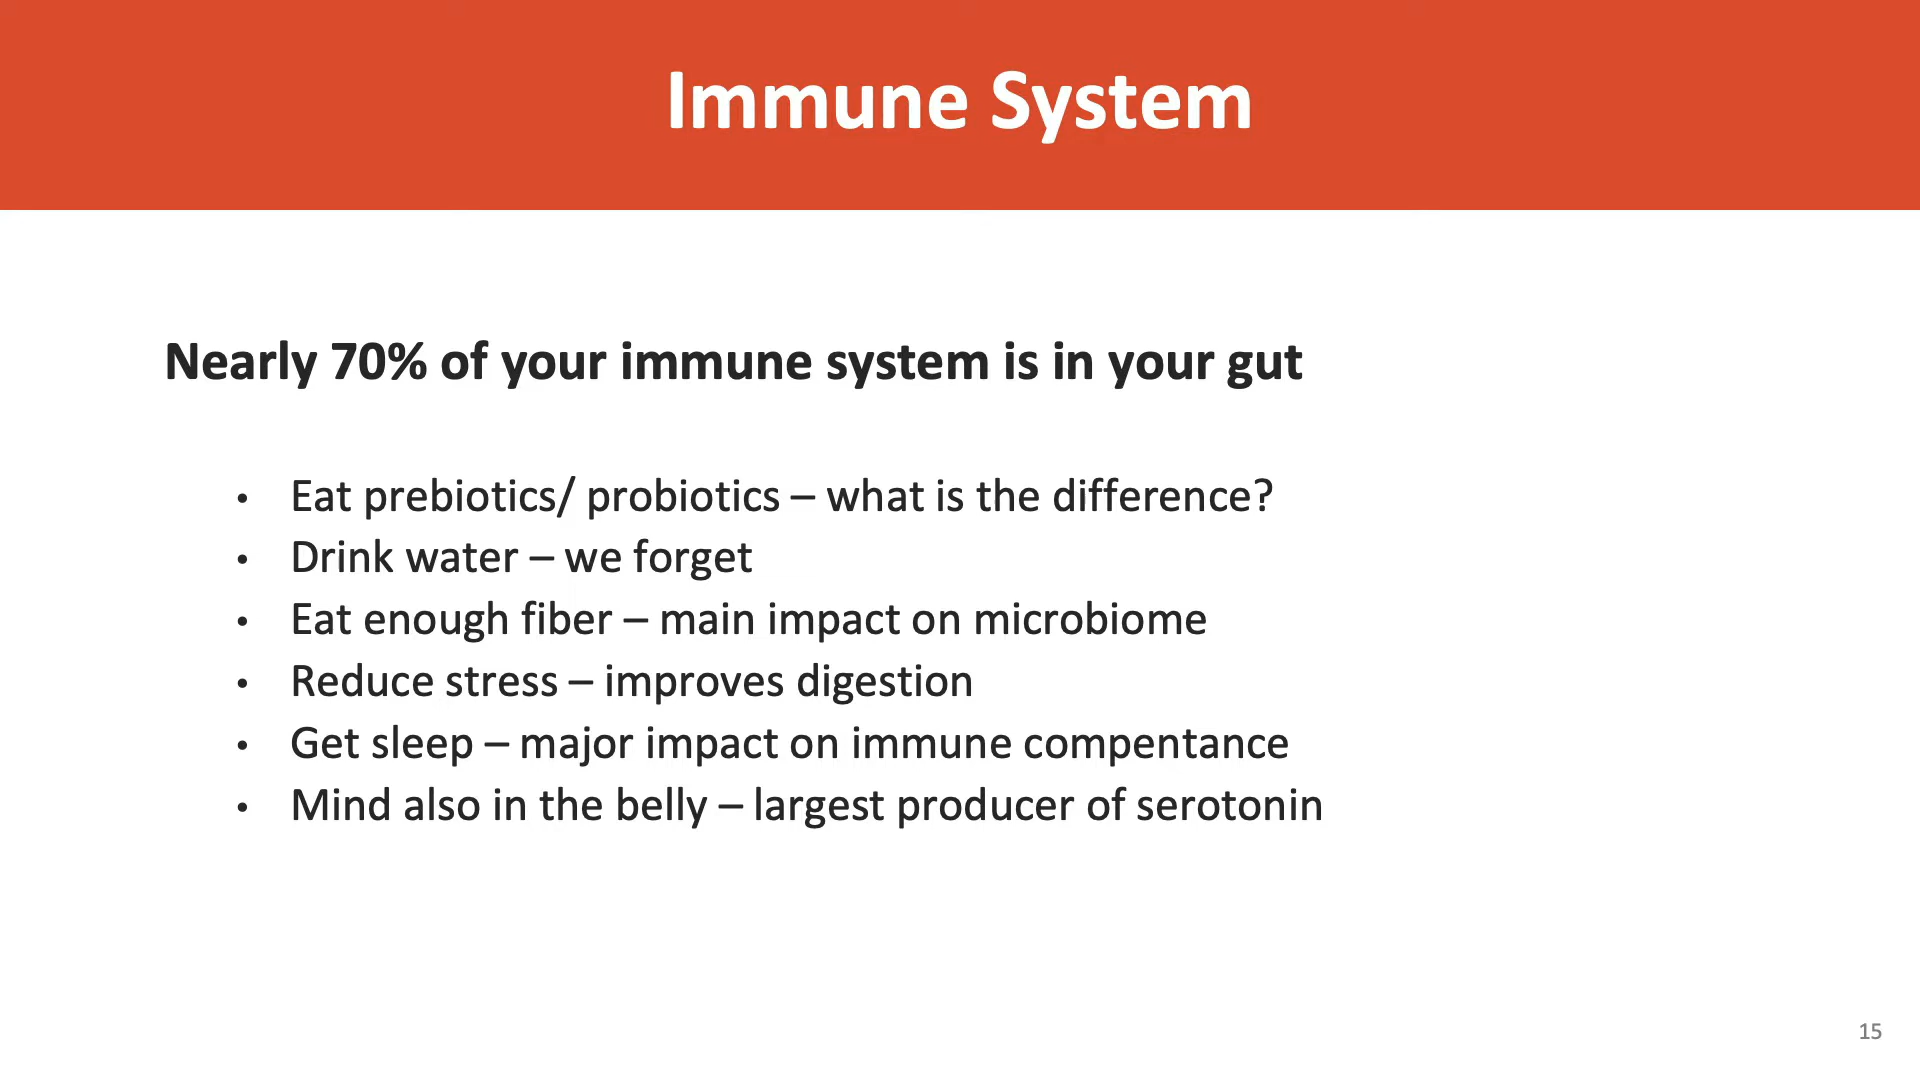 Immune System
Nearly 70% of your immune system is in your gut
• Eat prebiotics/ probiotics – what is the difference?
• Drink water – we forget
• Eat enough fiber – main impact on microbiome
• Reduce stress – improves digestion
• Get sleep – major impact on immune compentance
• Mind also in the belly – largest producer of serotonin
15